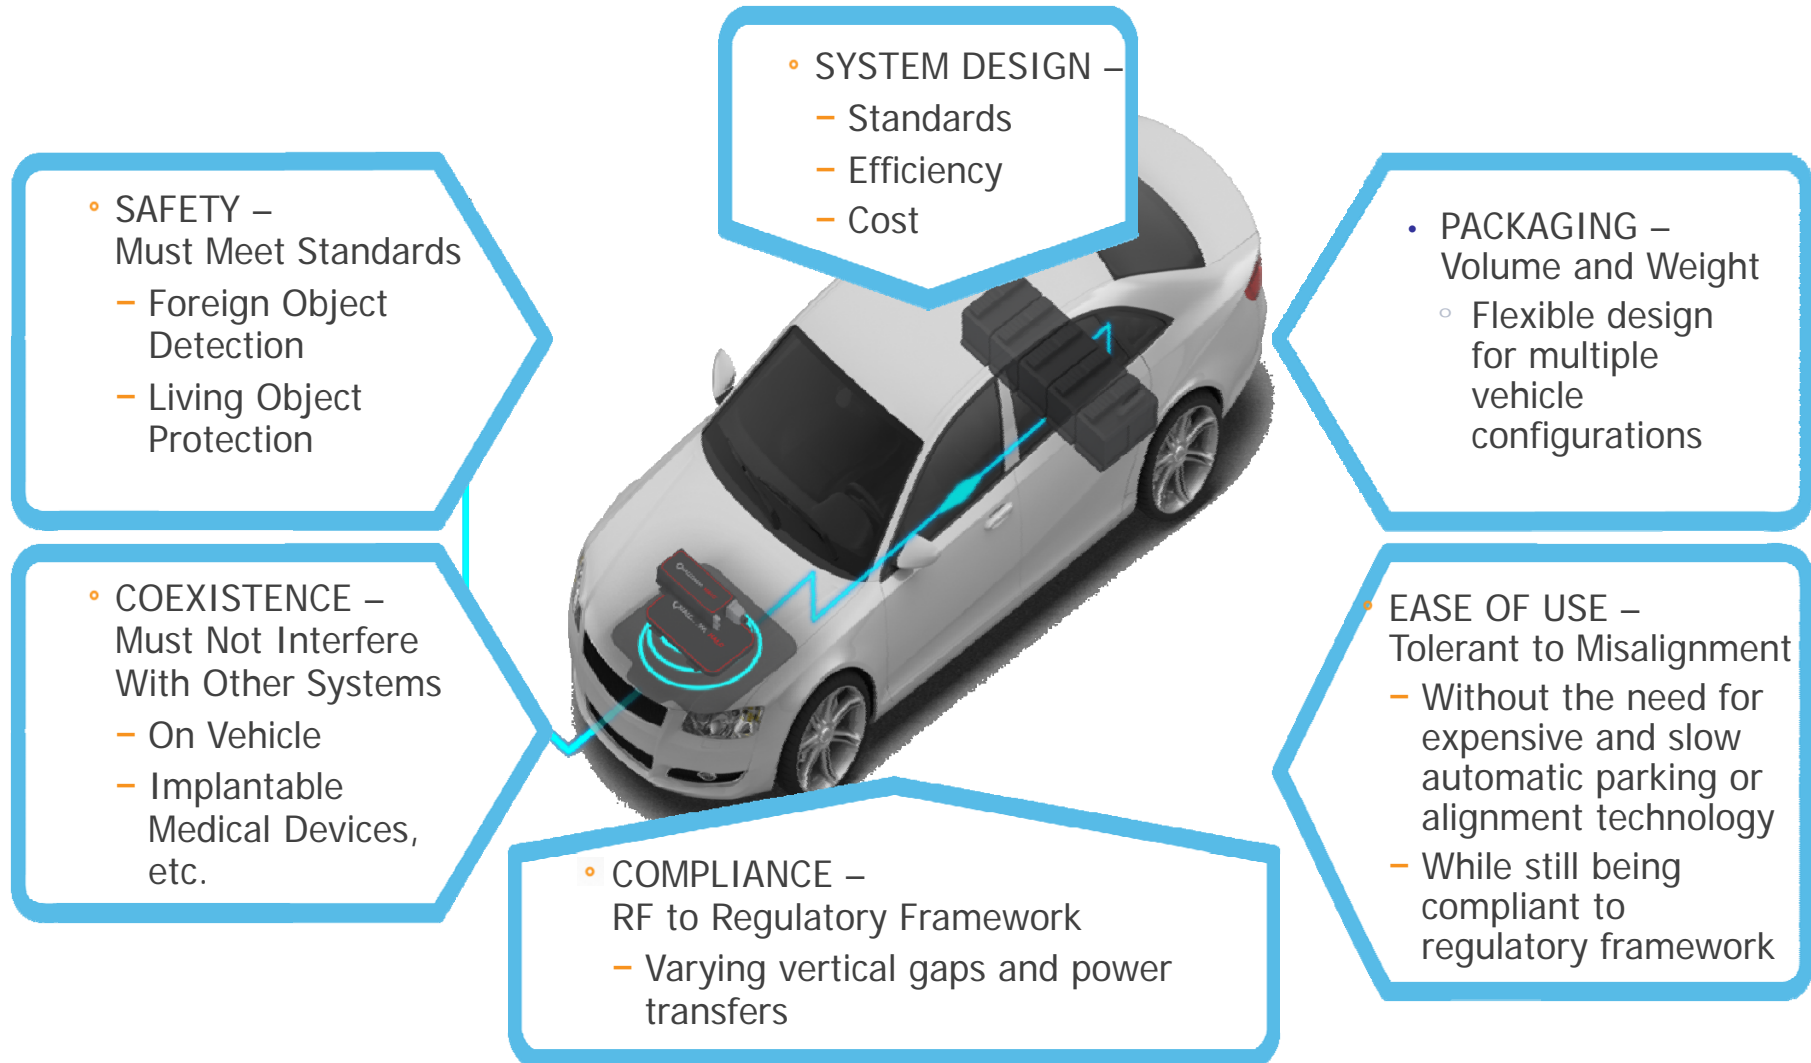 SYSTEM DESIGN –
– Standards
– Efficiency
– Cost
SAFETY –
Must Meet Standards
– Foreign Object
Detection
– Living Object
Protection
PACKAGING –
Volume and Weight
Flexible design
for multiple
vehicle
configurations
COEXISTENCE –
Must Not Interfere
With Other Systems
– On Vehicle
– Implantable
Medical Devices,
etc.
EASE OF USE –
Tolerant to Misalignment
– Without the need for
expensive and slow
automatic parking or
alignment technology
– While still being
compliant to
regulatory framework
COMPLIANCE –
RF to Regulatory Framework
– Varying vertical gaps and power
transfers